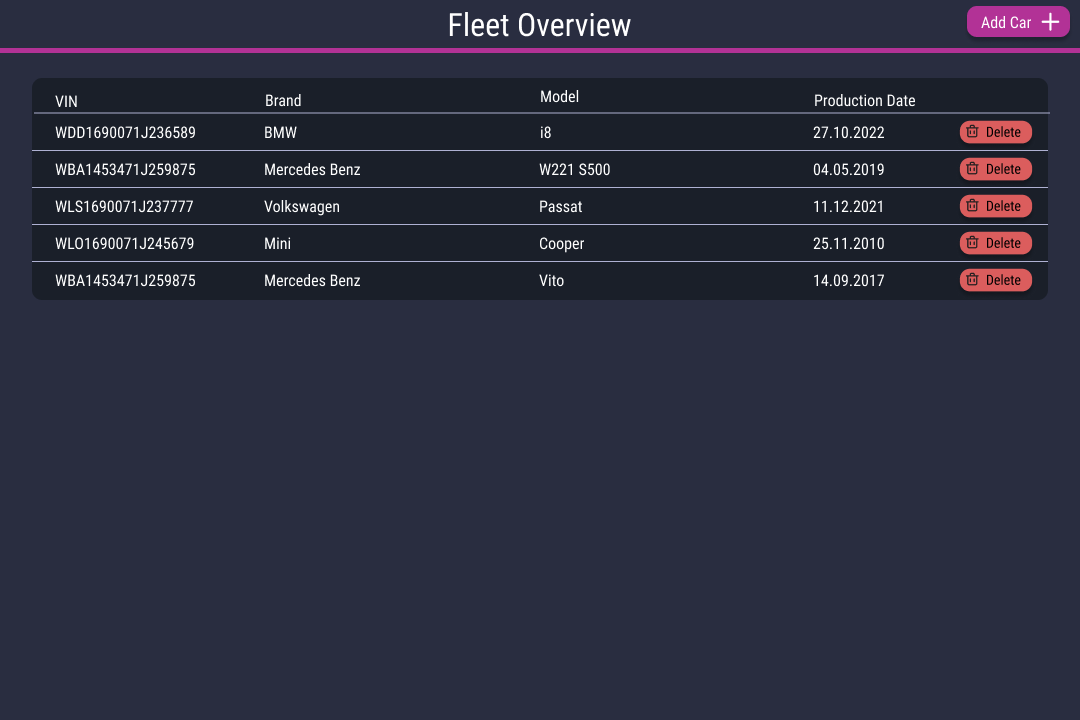 Fleet Overview
Add Car
VIN Brand Model Production Date
WDD1690071J236589 BMW i8 27.10.2022 Delete
WBA1453471J259875 Mercedes Benz W221 S500 04.05.2019 Delete
WLS1690071J237777 Volkswagen Passat 11.12.2021 Delete
WLO1690071J245679 Mini Cooper 25.11.2010 Delete
WBA1453471J259875 Mercedes Benz Vito 14.09.2017 Delete